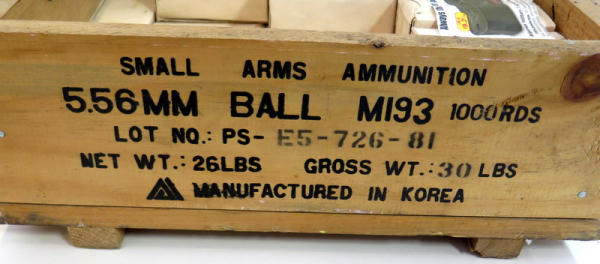 SMALL ARMS AMMUNITION
5.56MM BALL M193 1000RDS
LOT NO.: PS- E5-726-81
NET WT.: 26LBS GROSS WT.: 30 LBS
MANUFACTURED IN KOREA